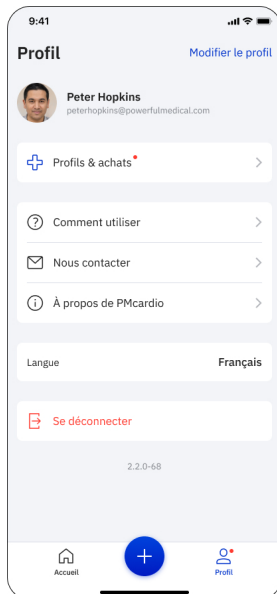 9:41
Profil
Modifier le profil
Peter Hopkins
peterhopkins@powerfulmedical.com
Profils & achats
Comment utiliser
Nous contacter
À propos de PMcardio
Langue
Français
Se déconnecter
2.2.0-68
Accueil
Profil